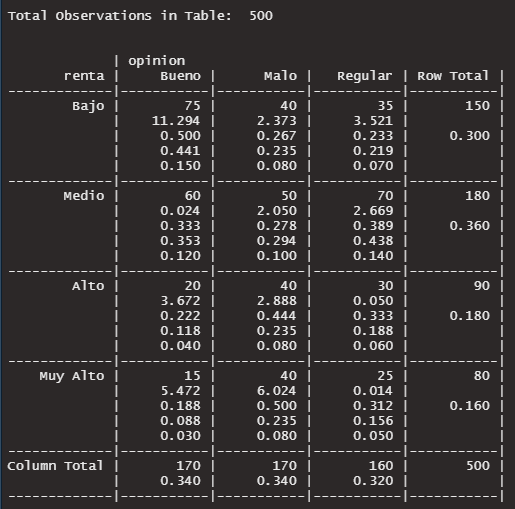 Total Observations in Table:  500
             | opinion
       renta |     Bueno |      Malo |   Regular | Row Total |
-------------|-----------|-----------|-----------|-----------|
        Bajo |        75 |        40 |        35 |       150 |
             |    11.294 |     2.373 |     3.521 |           |
             |     0.500 |     0.267 |     0.233 |     0.300 |
             |     0.441 |     0.235 |     0.219 |           |
             |     0.150 |     0.080 |     0.070 |           |
-------------|-----------|-----------|-----------|-----------|
       Medio |        60 |        50 |        70 |       180 |
             |     0.024 |     2.050 |     2.669 |           |
             |     0.333 |     0.278 |     0.389 |     0.360 |
             |     0.353 |     0.294 |     0.438 |           |
             |     0.120 |     0.100 |     0.140 |           |
-------------|-----------|-----------|-----------|-----------|
        Alto |        20 |        40 |        30 |        90 |
             |     3.672 |     2.888 |     0.050 |           |
             |     0.222 |     0.444 |     0.333 |     0.180 |
             |     0.118 |     0.235 |     0.188 |           |
             |     0.040 |     0.080 |     0.060 |           |
-------------|-----------|-----------|-----------|-----------|
    Muy Alto |        15 |        40 |        25 |        80 |
             |     5.472 |     6.024 |     0.014 |           |
             |     0.188 |     0.500 |     0.312 |     0.160 |
             |     0.088 |     0.235 |     0.156 |           |
             |     0.030 |     0.080 |     0.050 |           |
-------------|-----------|-----------|-----------|-----------|
Column Total |       170 |       170 |       160 |       500 |
             |     0.340 |     0.340 |     0.320 |           |
-------------|-----------|-----------|-----------|-----------|